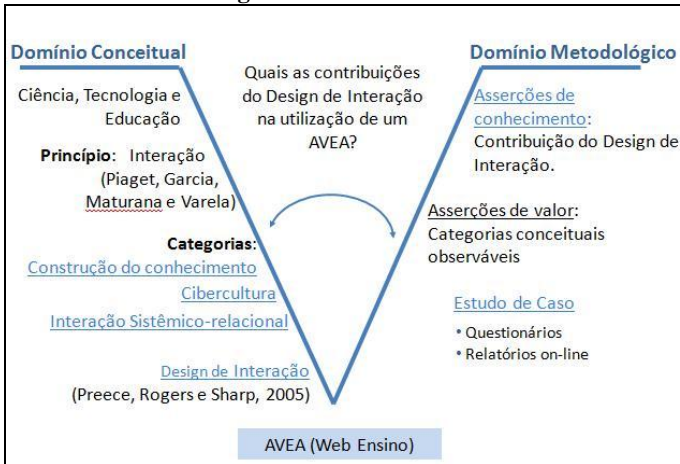 Domínio Conceitual
Ciência, Tecnologia e
Educação
Princípio: Interação
(Piaget, Garcia,
Maturana e Varela)
Categorias:
Construção do conhecimento
Cibercultura
Interação Sistêmico-relacional
Design de Interação
(Preece, Rogers e Sharp, 2005)
Quais as contribuições
do Design de Interação
na utilização de um
AVEA?
Domínio Metodológico
Asserções de
conhecimento:
Contribuição do Design de
Interação.
Asserções de valor:
Categorias conceituais
observáveis
Estudo de Caso
• Questionários
• Relatórios on-line
AVEA (Web Ensino)